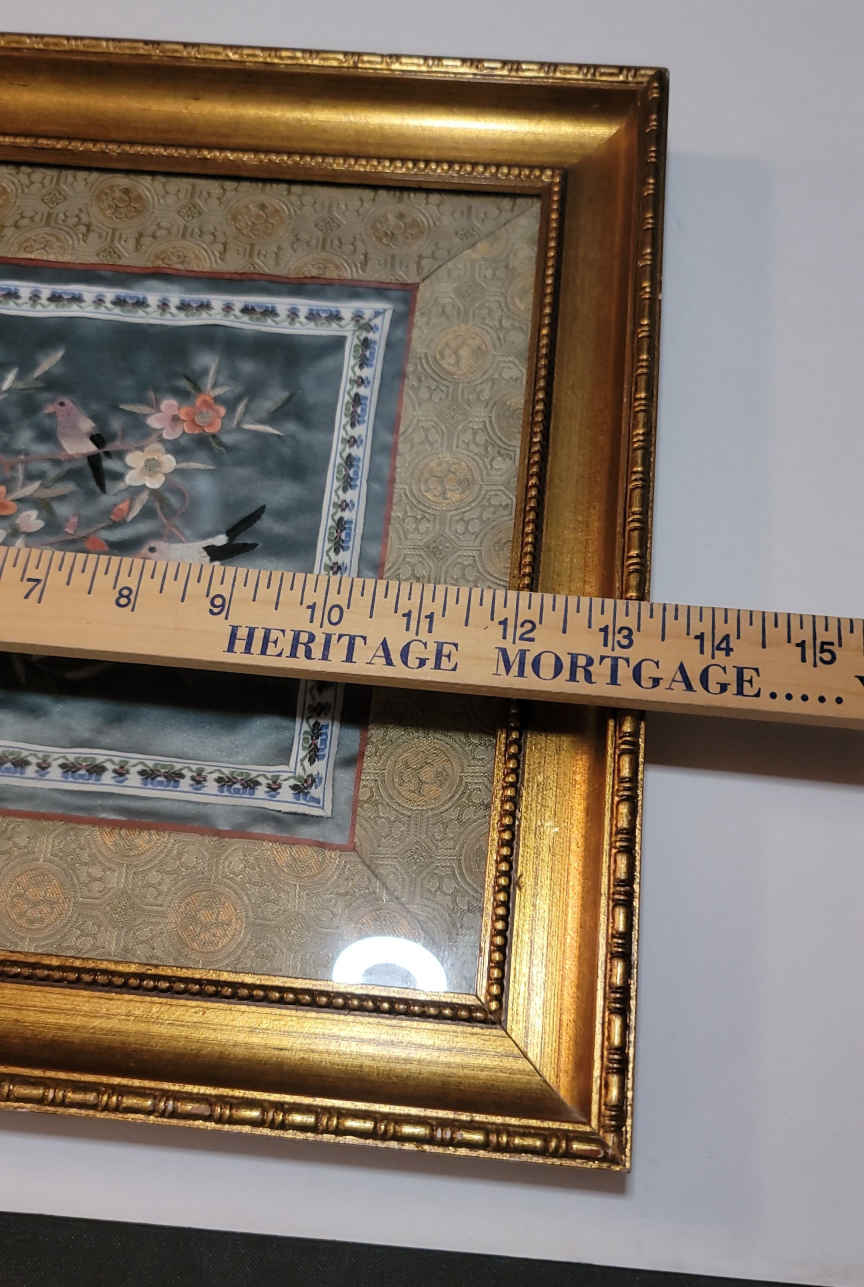 7 8 9 10 11 12 13 14 15
HERITAGE MORTGAGE.....